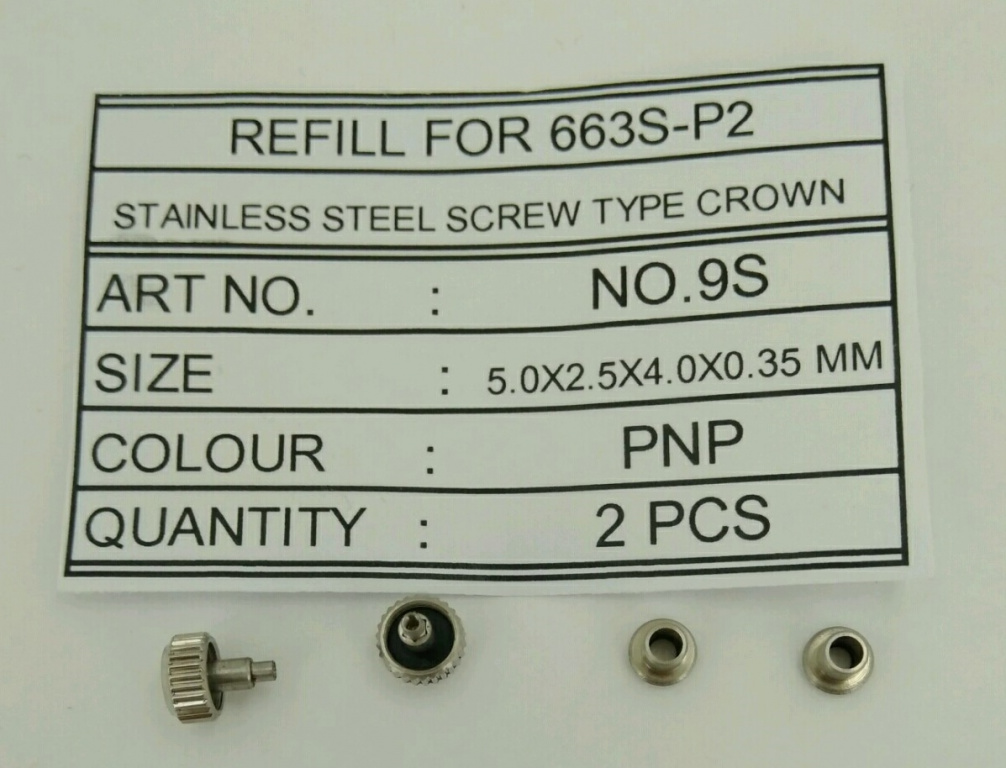 REFILL FOR 663S-P2
STAINLESS STEEL SCREW TYPE CROWN
ART NO. : NO.9S
SIZE : 5.0X2.5X4.0X0.35 MM
COLOUR : PNP
QUANTITY : 2 PCS